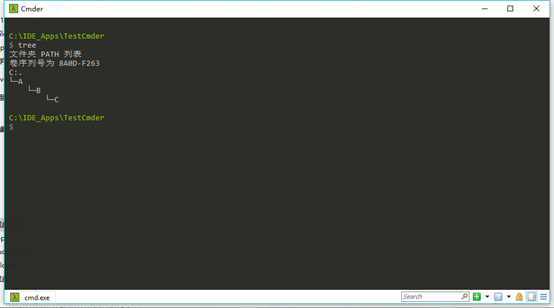 Cmder
C:\IDE_Apps\TestCmder
$ tree
文件夹 PATH 列表
卷序列号为 8A0D-F263
C:.
└─A
    └─B
        └─C
C:\IDE_Apps\TestCmder
$
cmd.exe
Search